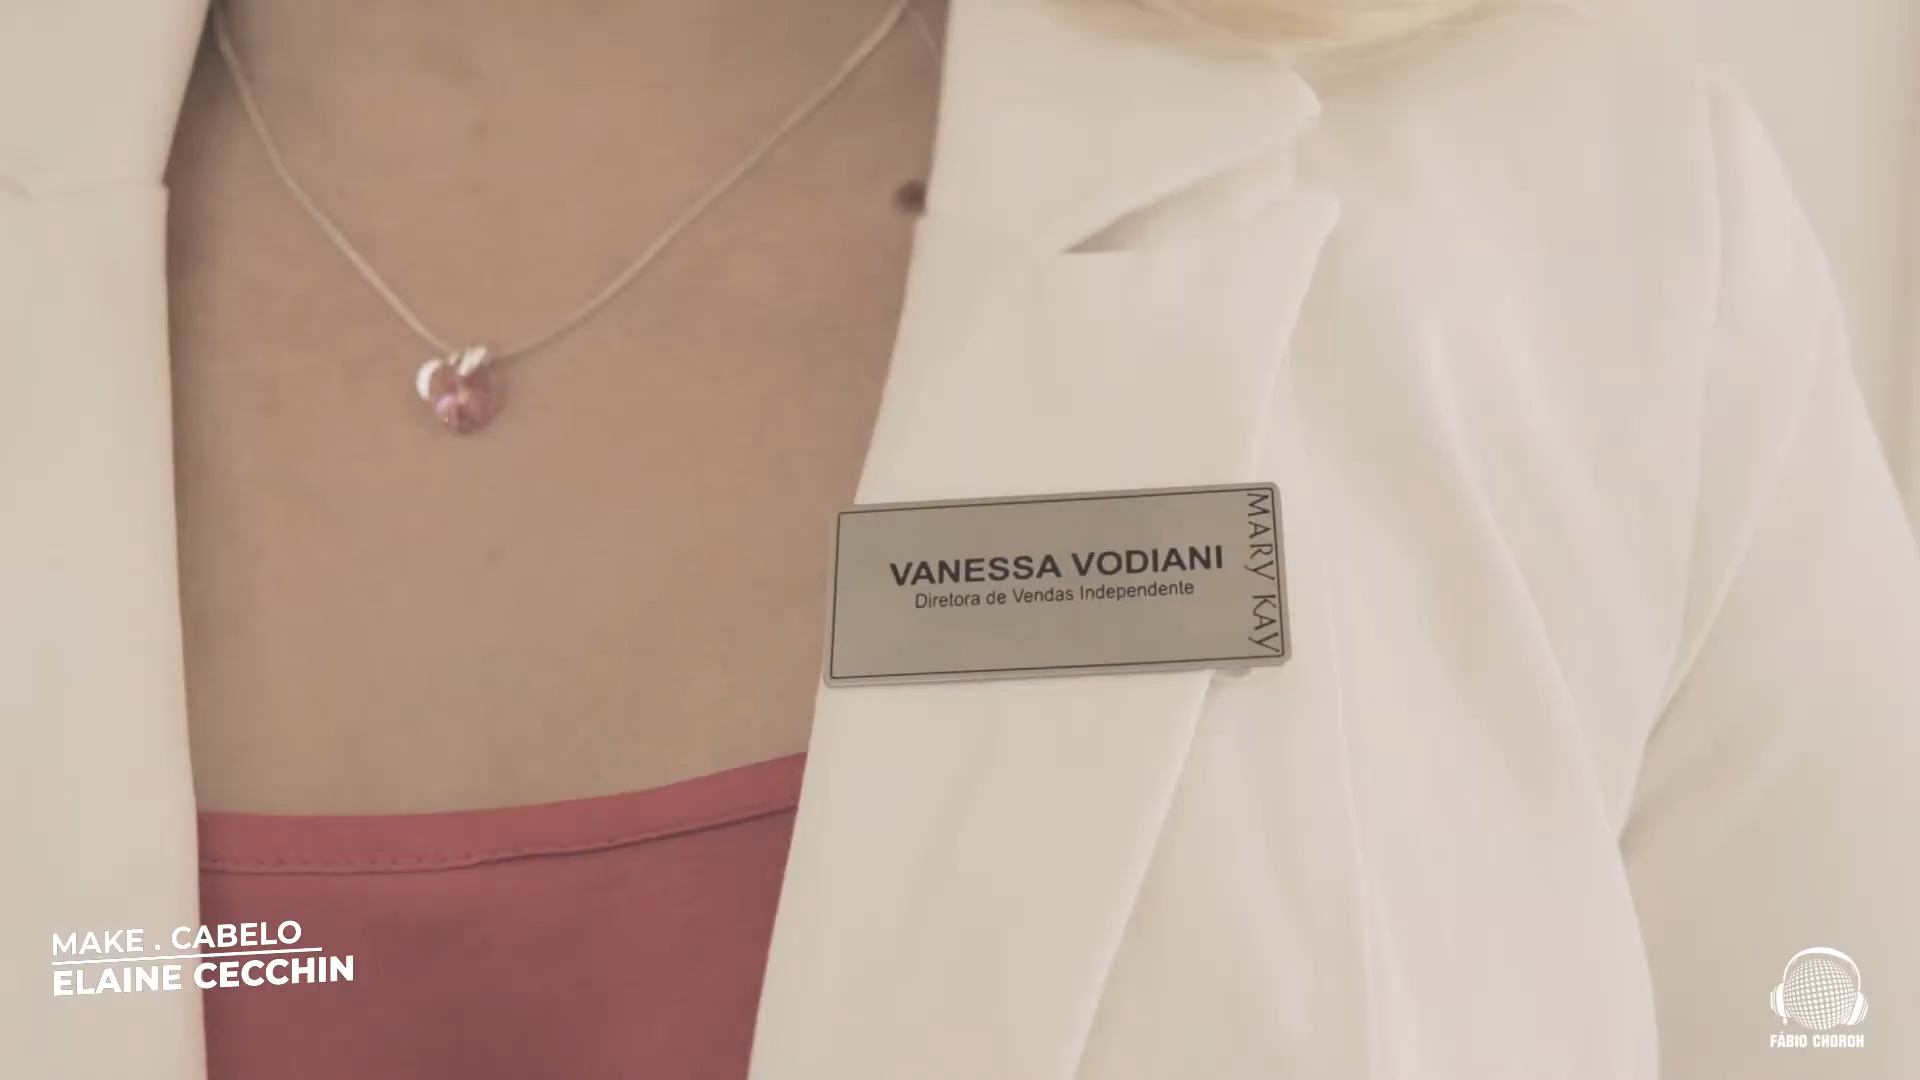 VANESSA VODIANI
Diretora de Vendas Independente
MARY KAY
MAKE . CABELO
ELAINE CECCHIN
FÁBIO CHOROH